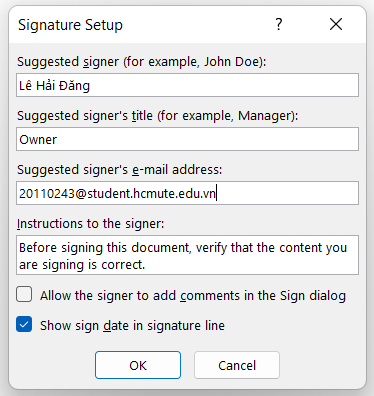 Signature Setup ? ×
Suggested signer (for example, John Doe):
Lê Hải Đăng
Suggested signer's title (for example, Manager):
Owner
Suggested signer's e-mail address:
20110243@student.hcmute.edu.vn
Instructions to the signer:
Before signing this document, verify that the content you
are signing is correct.
Allow the signer to add comments in the Sign dialog
Show sign date in signature line
OK Cancel